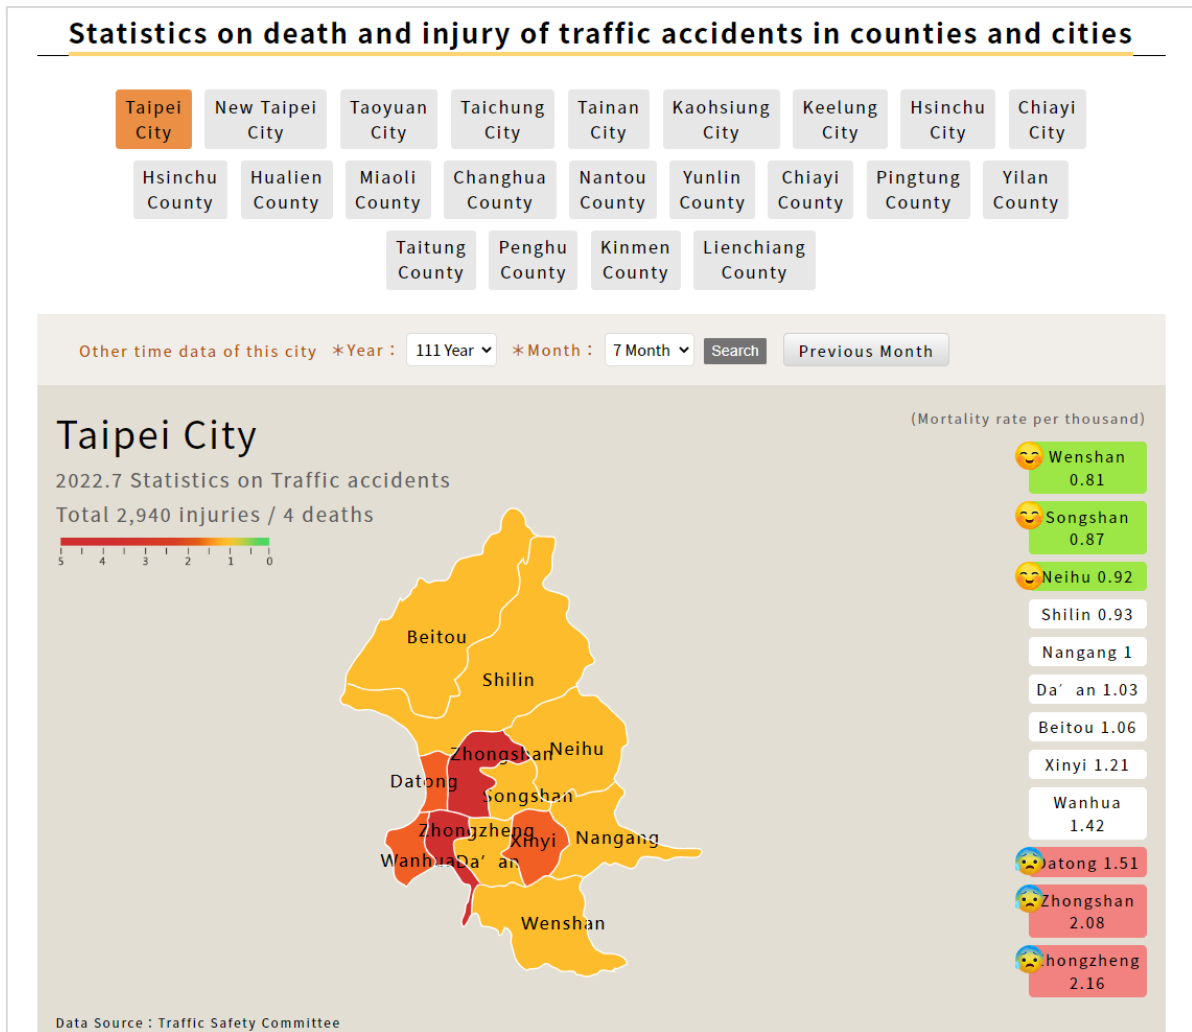 Statistics on death and injury of traffic accidents in counties and cities
Taipei City
New Taipei City
Taoyuan City
Taichung City
Tainan City
Kaohsiung City
Keelung City
Hsinchu City
Chiayi City
Hsinchu County
Hualien County
Miaoli County
Changhua County
Nantou County
Yunlin County
Chiayi County
Pingtung County
Yilan County
Taitung County
Penghu County
Kinmen County
Lienchiang County
Other time data of this city ＊Year： 111 Year ＊Month： 7 Month Search Previous Month
Taipei City
(Mortality rate per thousand)
2022.7 Statistics on Traffic accidents
Total 2,940 injuries / 4 deaths
5 4 3 2 1 0
Beitou
Shilin
Zhongshan
Neihu
Datong
Songshan
Zhongzheng
Xinyi
Nangang
Wanhua
Da′ an
Wenshan
Wenshan
0.81
Songshan
0.87
Neihu 0.92
Shilin 0.93
Nangang 1
Da′ an 1.03
Beitou 1.06
Xinyi 1.21
Wanhua
1.42
Datong 1.51
Zhongshan
2.08
Zhongzheng
2.16
Data Source：Traffic Safety Committee